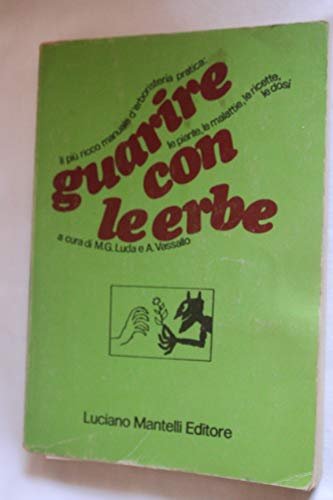 il più ricco manuale d'erboristeria pratica:
guarire
le piante, le malattie, le ricette,
le dosi
con
le erbe
a cura di M.G. Luda e A. Vassallo
Luciano Mantelli Editore